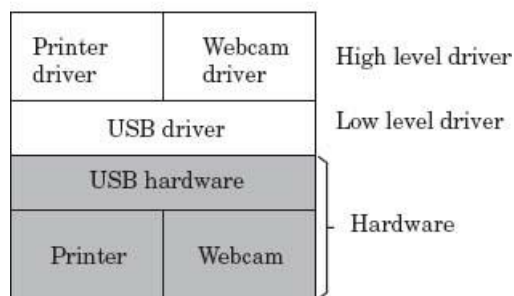 Printer
driver
Webcam
driver
High level driver
USB driver
Low level driver
USB hardware
Hardware
Printer
Webcam